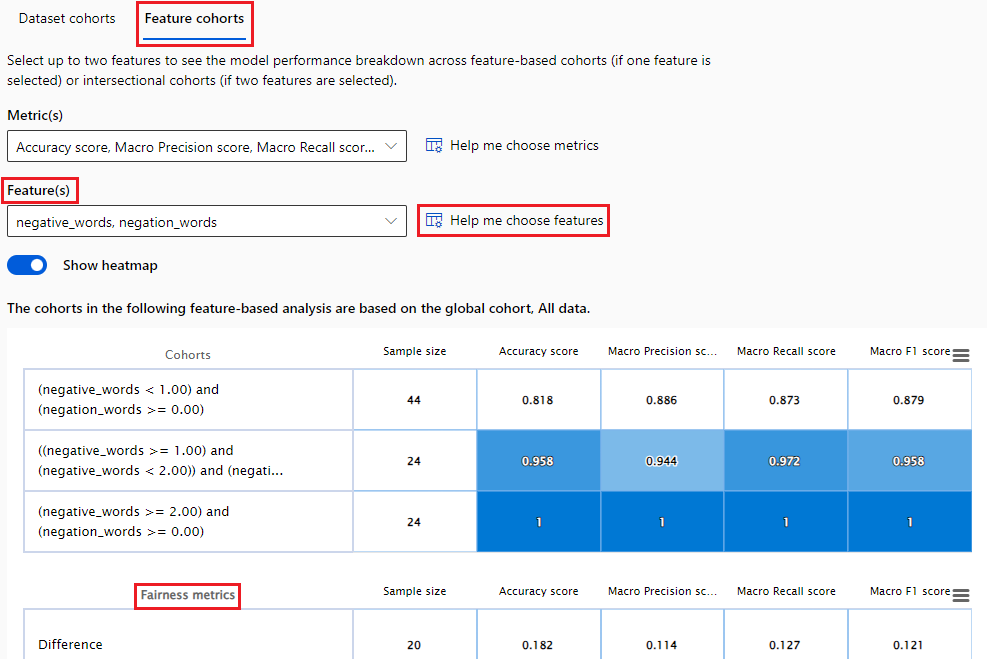 Dataset cohorts Feature cohorts
Select up to two features to see the model performance breakdown across feature-based cohorts (if one feature is
selected) or intersectional cohorts (if two features are selected).
Metric(s)
Accuracy score, Macro Precision score, Macro Recall scor... Help me choose metrics
Feature(s)
negative_words, negation_words Help me choose features
Show heatmap
The cohorts in the following feature-based analysis are based on the global cohort, All data.
Cohorts Sample size Accuracy score Macro Precision sc... Macro Recall score Macro F1 score
(negative_words < 1.00) and
(negation_words >= 0.00) 44 0.818 0.886 0.873 0.879
((negative_words >= 1.00) and
(negative_words < 2.00)) and (negati... 24 0.958 0.944 0.972 0.958
(negative_words >= 2.00) and
(negation_words >= 0.00) 24 1 1 1 1
Fairness metrics Sample size Accuracy score Macro Precision sc... Macro Recall score Macro F1 score
Difference 20 0.182 0.114 0.127 0.121